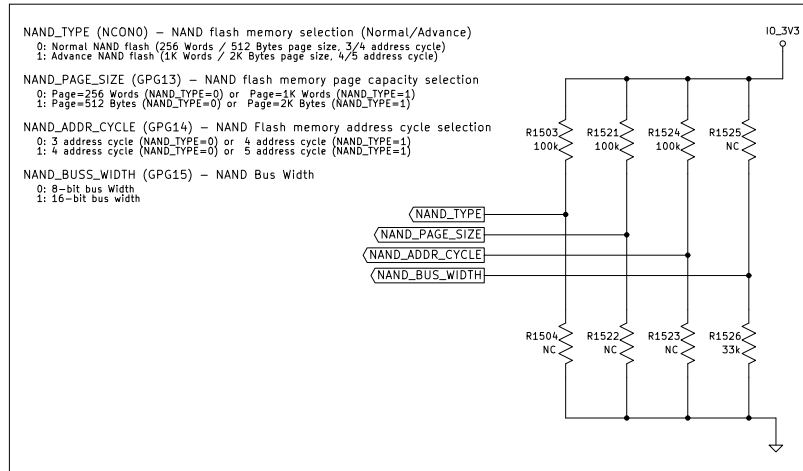 NAND_TYPE (NCON0) – NAND flash memory selection (Normal/Advance)
0: Normal NAND flash (256 Words / 512 Bytes page size, 3/4 address cycle)
1: Advance NAND flash (1K Words / 2K Bytes page size, 4/5 address cycle)
NAND_PAGE_SIZE (GPG13) – NAND flash memory page capacity selection
0: Page=256 Words (NAND_TYPE=0) or Page=1K Words (NAND_TYPE=1)
1: Page=512 Bytes (NAND_TYPE=0) or Page=2K Bytes (NAND_TYPE=1)
NAND_ADDR_CYCLE (GPG14) – NAND Flash memory address cycle selection
0: 3 address cycle (NAND_TYPE=0) or 4 address cycle (NAND_TYPE=1)
1: 4 address cycle (NAND_TYPE=0) or 5 address cycle (NAND_TYPE=1)
NAND_BUSS_WIDTH (GPG15) – NAND Bus Width
0: 8-bit bus Width
1: 16-bit bus width
IO_3V3
R1503 R1521 R1524 R1525
100k 100k 100k NC
NAND_TYPE
NAND_PAGE_SIZE
NAND_ADDR_CYCLE
NAND_BUS_WIDTH
R1504 R1522 R1523 R1526
NC NC NC 33k